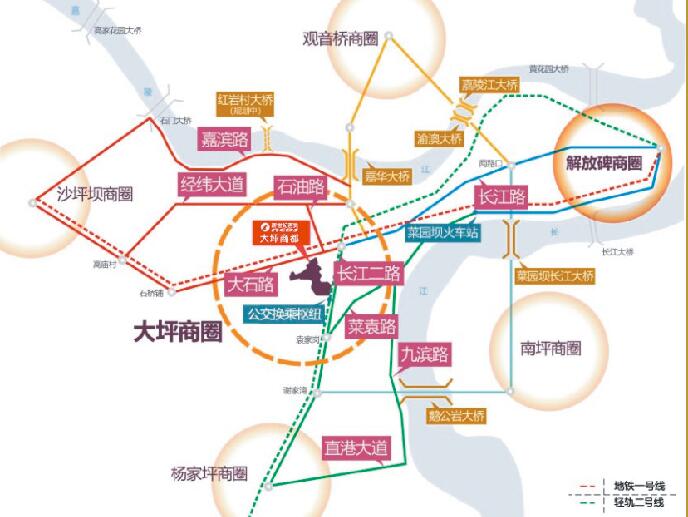 嘉
高家花园大桥
观音桥商圈
陵
红岩村大桥
(规划中)
石门大桥
嘉滨路
嘉陵江大桥
黄花园大桥
渝澳大桥
江
嘉华大桥
两路口
解放碑商圈
经纬大道
石油路
长江路
沙坪坝商圈
大坪商都
菜园坝火车站
长
长江大桥
高庙村
石桥铺
大石路
长江二路
江
菜园坝长江大桥
大坪商圈
公交换乘枢纽
菜袁路
袁家岗
九滨路
南坪商圈
谢家湾
鹅公岩大桥
直港大道
杨家坪商圈
地铁一号线
轻轨二号线